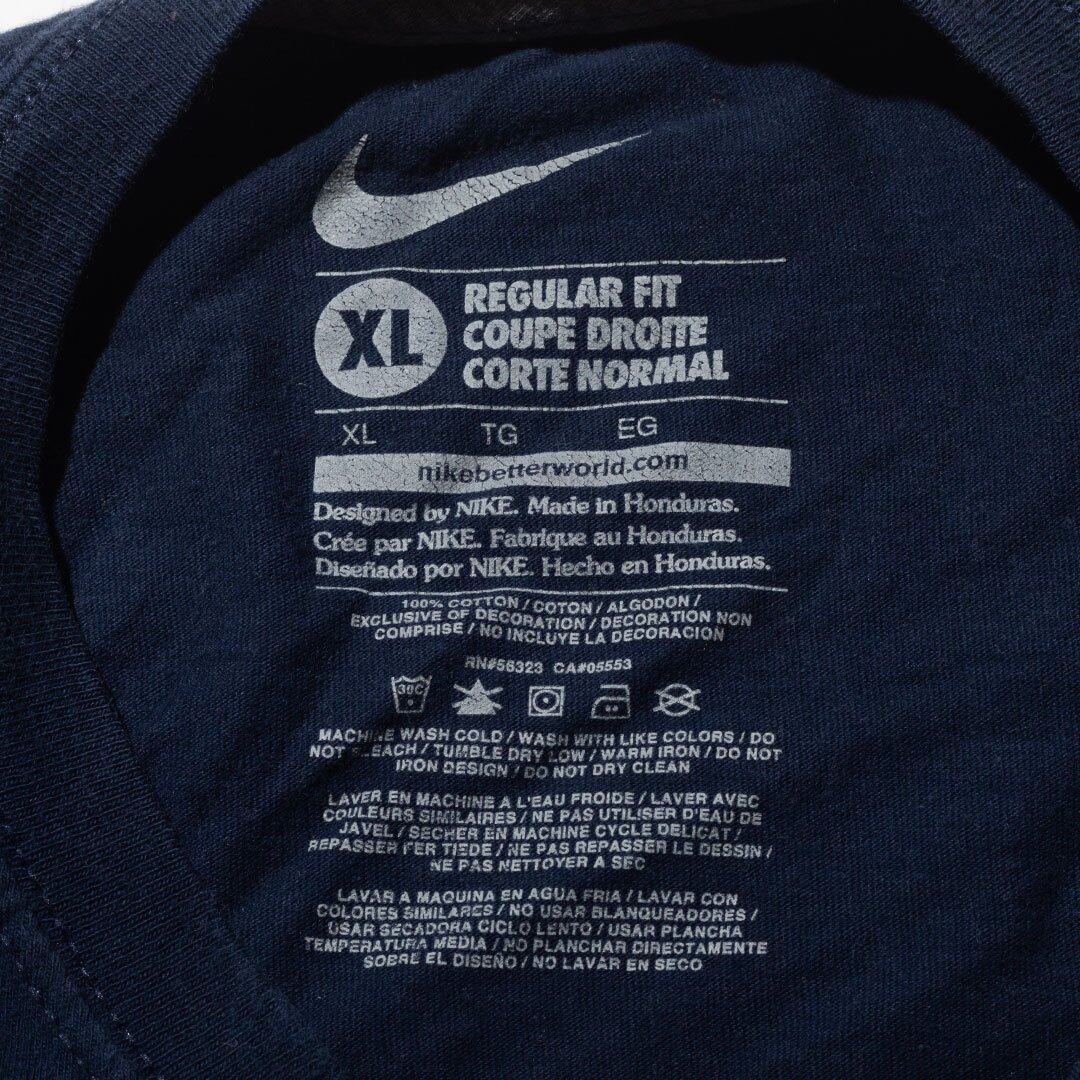 XL
REGULAR FIT
COUPE DROITE
CORTE NORMAL
XL TG EG
nikebetterworld.com
Designed by NIKE. Made in Honduras.
Crée par NIKE. Fabrique au Honduras.
Diseñado por NIKE. Hecho en Honduras.
100% COTTON / COTON / ALGODON /
EXCLUSIVE OF DECORATION / DECORATION NON
COMPRISE / NO INCLUYE LA DECORACION
RN#56323 CA#05553
30C
MACHINE WASH COLD / WASH WITH LIKE COLORS / DO
NOT BLEACH / TUMBLE DRY LOW / WARM IRON / DO NOT
IRON DESIGN / DO NOT DRY CLEAN
LAVER EN MACHINE A L'EAU FROIDE / LAVER AVEC
COULEURS SIMILAIRES / NE PAS UTILISER D'EAU DE
JAVEL / SECHER EN MACHINE CYCLE DELICAT /
REPASSER FER TIEDE / NE PAS REPASSER LE DESSIN /
NE PAS NETTOYER A SEC
LAVAR A MAQUINA EN AGUA FRIA / LAVAR CON
COLORES SIMILARES / NO USAR BLANQUEADORES /
USAR SECADORA CICLO LENTO / USAR PLANCHA
TEMPERATURA MEDIA / NO PLANCHAR DIRECTAMENTE
SOBRE EL DISEÑO / NO LAVAR EN SECO